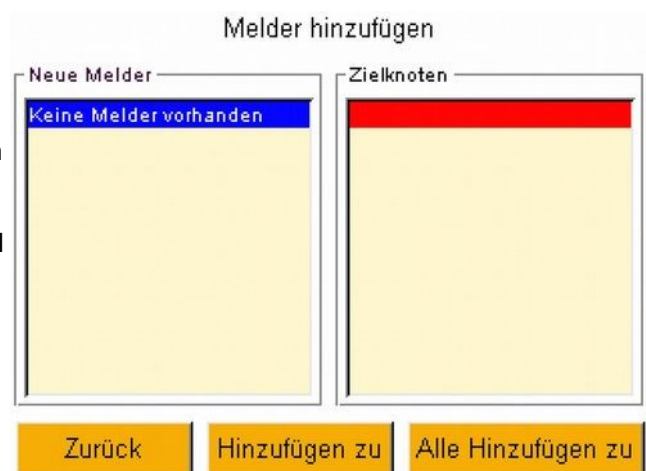 Melder hinzufügen
Neue Melder
Zielknoten
Keine Melder vorhanden
Zurück
Hinzufügen zu
Alle Hinzufügen zu